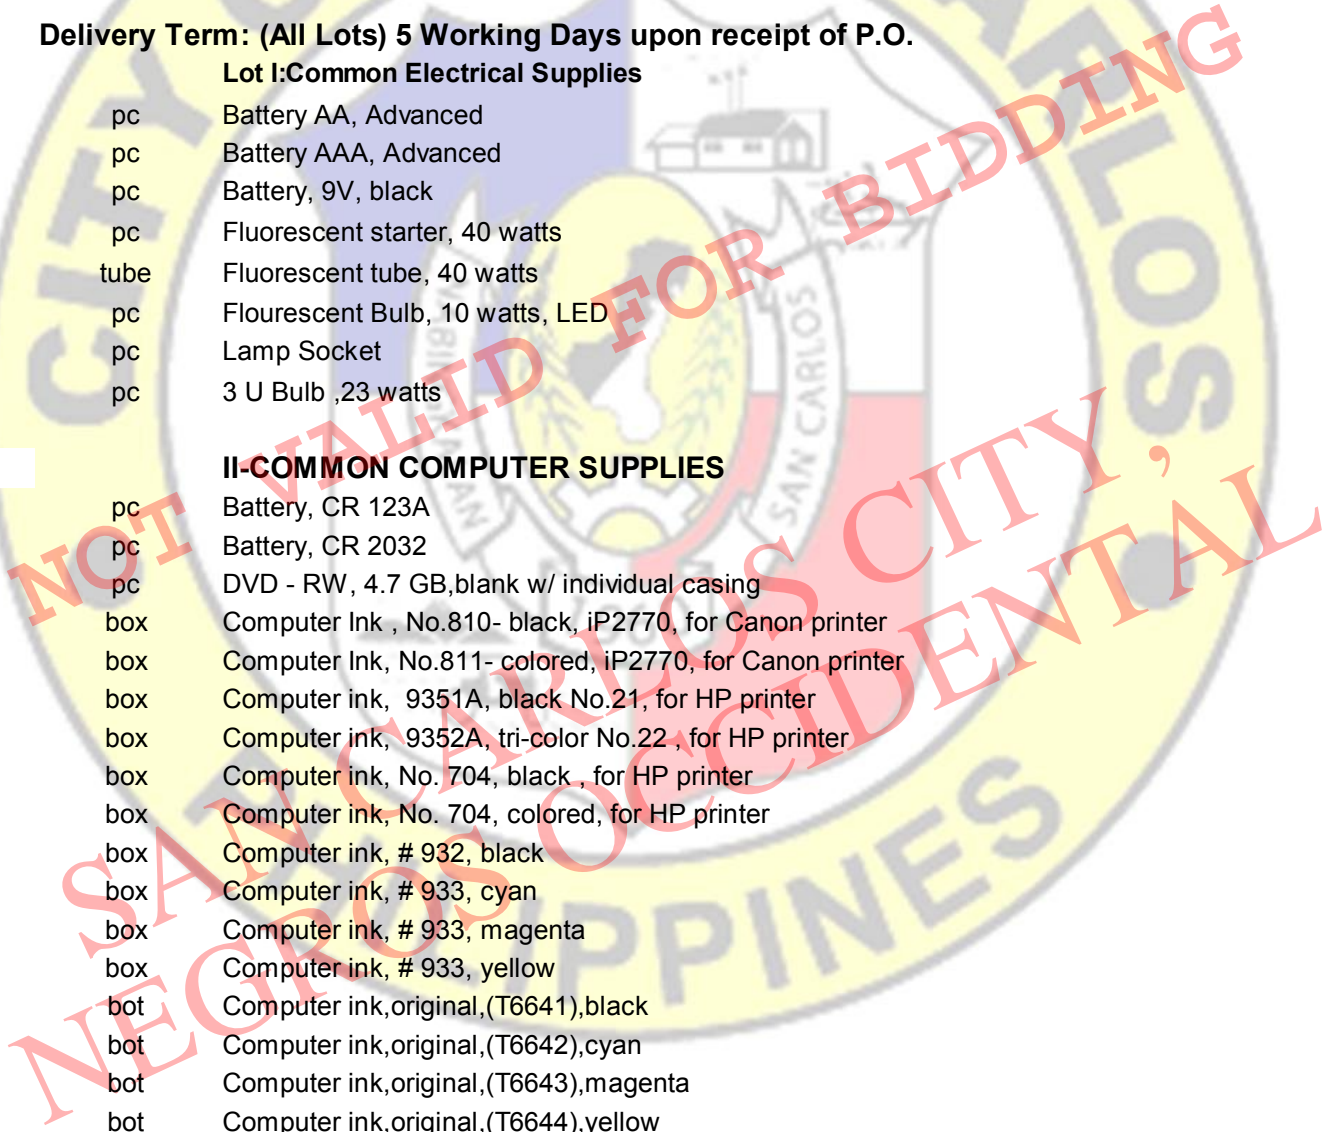 Delivery Term: (All Lots) 5 Working Days upon receipt of P.O.
Lot I:Common Electrical Supplies
pc Battery AA, Advanced
pc Battery AAA, Advanced
pc Battery, 9V, black
pc Fluorescent starter, 40 watts
tube Fluorescent tube, 40 watts
pc Flourescent Bulb, 10 watts, LED
pc Lamp Socket
pc 3 U Bulb ,23 watts
II-COMMON COMPUTER SUPPLIES
pc Battery, CR 123A
pc Battery, CR 2032
pc DVD - RW, 4.7 GB,blank w/ individual casing
box Computer Ink , No.810- black, iP2770, for Canon printer
box Computer Ink, No.811- colored, iP2770, for Canon printer
box Computer ink, 9351A, black No.21, for HP printer
box Computer ink, 9352A, tri-color No.22 , for HP printer
box Computer ink, No. 704, black , for HP printer
box Computer ink, No. 704, colored, for HP printer
box Computer ink, # 932, black
box Computer ink, # 933, cyan
box Computer ink, # 933, magenta
box Computer ink, # 933, yellow
bot Computer ink,original,(T6641),black
bot Computer ink,original,(T6642),cyan
bot Computer ink,original,(T6643),magenta
bot Computer ink,original,(T6644),yellow
NOT VALID FOR BIDDING
SAN CARLOS CITY,
NEGROS OCCIDENTAL
CITY
ARLOS
IPPINES
SAN CARLOS